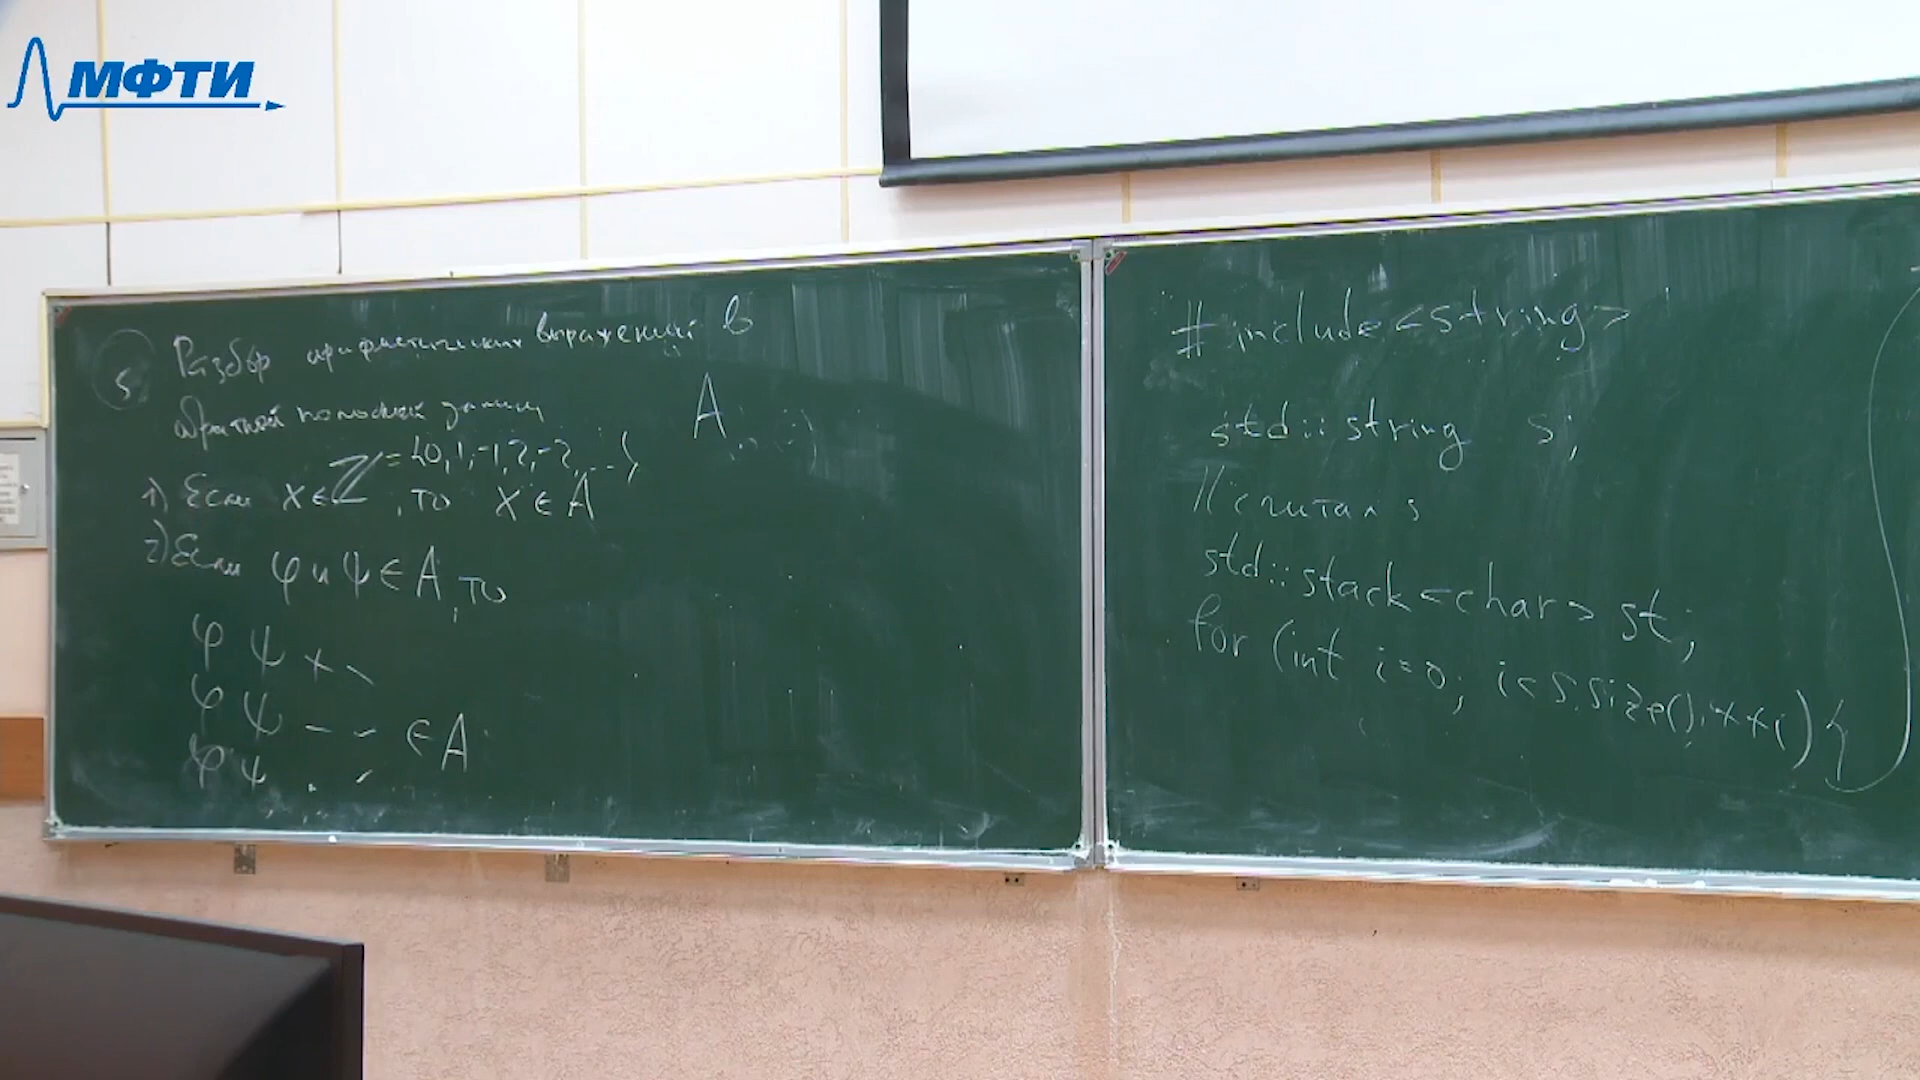 МФТИ
5 Разбор арифметических выражений в
обратной польской записи
A
= {0, 1, -1, 2, -2, ...}
1) Если x ∈ ℤ, то x ∈ A
2) Если φ и ψ ∈ A, то
φ ψ +
φ ψ - ∈ A
φ ψ ·
#include <string>
std::string s;
// считал s
std::stack<char> st;
for (int i=0; i<s.size(); ++i) {